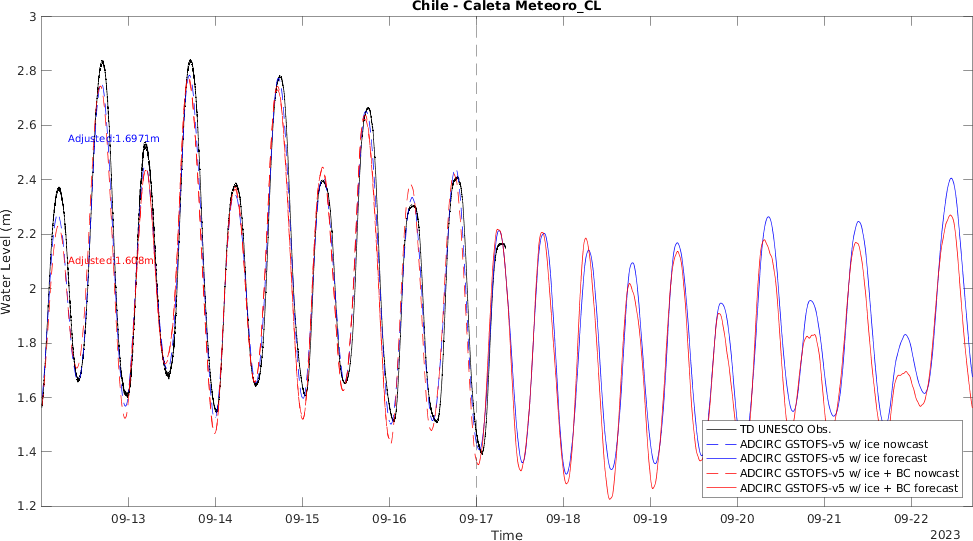 Chile - Caleta Meteoro_CL
Water Level (m)
3
2.8
2.6
2.4
2.2
2
1.8
1.6
1.4
1.2
Adjusted:1.6971m
Adjusted:1.608m
TD UNESCO Obs.
ADCIRC GSTOFS-v5 w/ ice nowcast
ADCIRC GSTOFS-v5 w/ ice forecast
ADCIRC GSTOFS-v5 w/ ice + BC nowcast
ADCIRC GSTOFS-v5 w/ ice + BC forecast
09-13 09-14 09-15 09-16 09-17 09-18 09-19 09-20 09-21 09-22
Time
2023